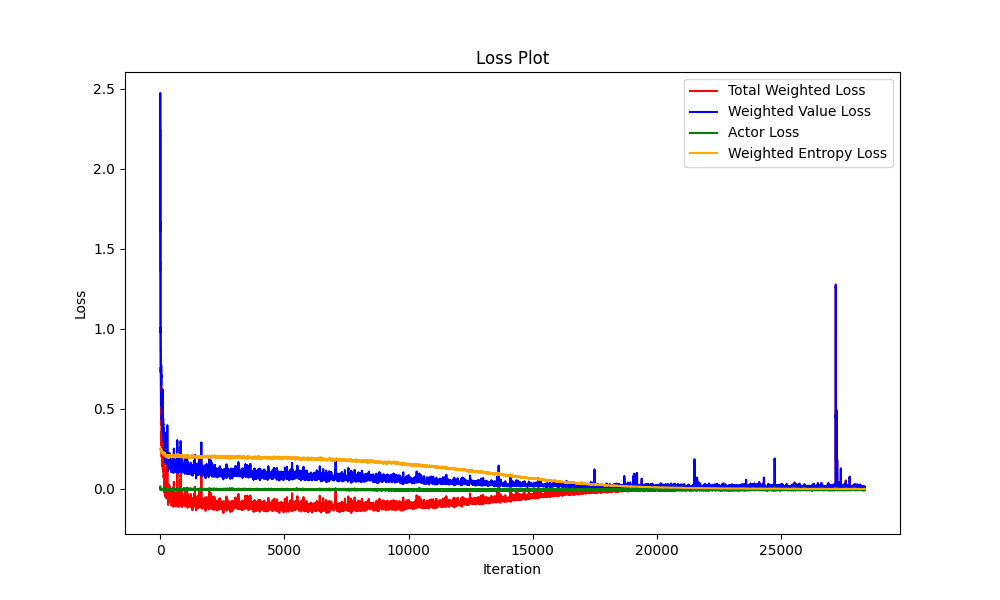 Loss Plot
2.5
2.0
1.5
1.0
0.5
0.0
Loss
Total Weighted Loss
Weighted Value Loss
Actor Loss
Weighted Entropy Loss
0 5000 10000 15000 20000 25000
Iteration